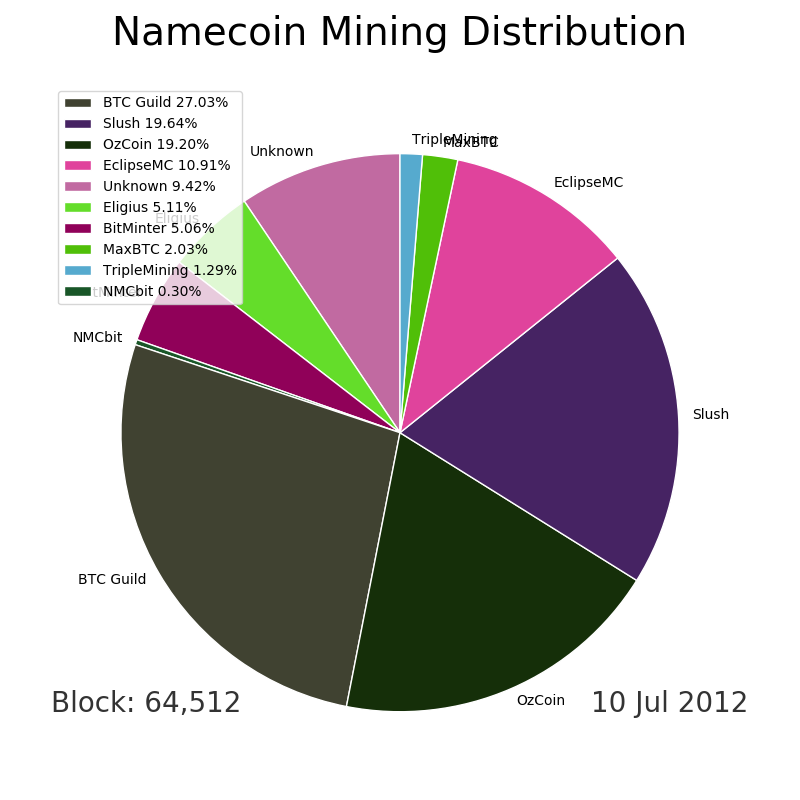 Namecoin Mining Distribution
BTC Guild 27.03%
Slush 19.64%
OzCoin 19.20%
EclipseMC 10.91%
Unknown 9.42%
Eligius 5.11%
BitMinter 5.06%
MaxBTC 2.03%
TripleMining 1.29%
NMCbit 0.30%
TripleMining
MaxBTC
Unknown
EclipseMC
Eligius
NMCbit
Slush
BTC Guild
OzCoin
Block: 64,512
10 Jul 2012